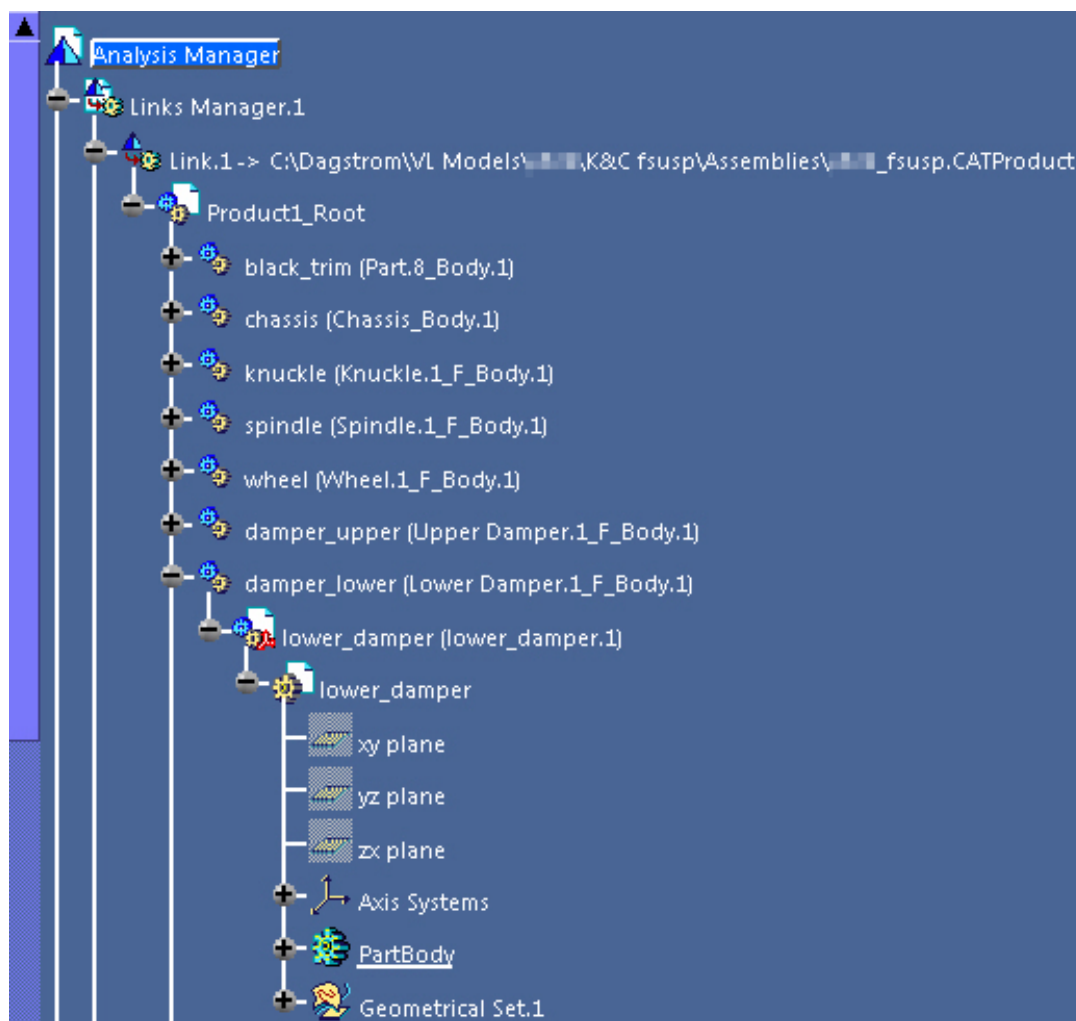 Analysis Manager
Links Manager.1
Link.1 -> C:\Dagstrom\VL Models\ \K&C fsusp\Assemblies\ _fsusp.CATProduct
Product1_Root
black_trim (Part.8_Body.1)
chassis (Chassis_Body.1)
knuckle (Knuckle.1_F_Body.1)
spindle (Spindle.1_F_Body.1)
wheel (Wheel.1_F_Body.1)
damper_upper (Upper Damper.1_F_Body.1)
damper_lower (Lower Damper.1_F_Body.1)
lower_damper (lower_damper.1)
lower_damper
xy plane
yz plane
zx plane
Axis Systems
PartBody
Geometrical Set.1